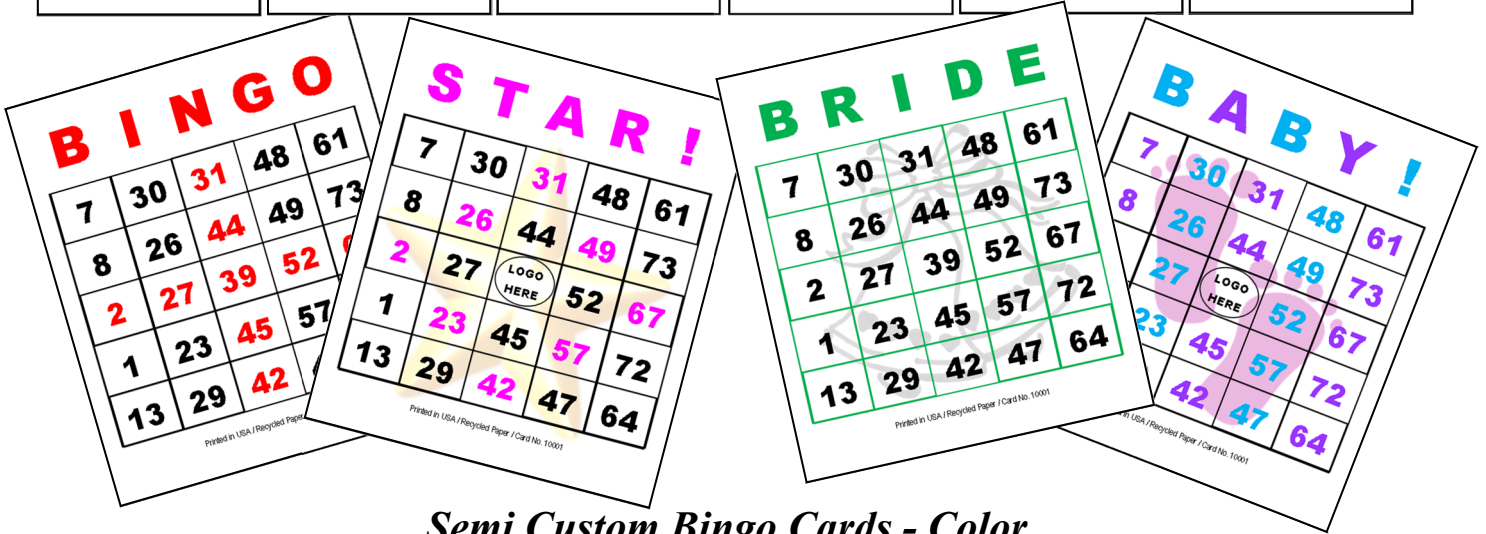 B I N G O
7 30 31 48 61
8 26 44 49 73
2 27 39 52
1 23 45 57
13 29 42
Printed in USA / Recycled Paper
S T A R !
7 30 31 48 61
8 26 44 49 73
2 27 LOGO HERE 52 67
1 23 45 57 72
13 29 42 47 64
Printed in USA / Recycled Paper / Card No. 10001
B R I D E
7 30 31 48 61
8 26 44 49 73
2 27 39 52 67
1 23 45 57 72
13 29 42 47 64
Printed in USA / Recycled Paper / Card No. 10001
B A B Y !
7 30 31 48 61
8 26 44 49 73
27 LOGO HERE 52 67
23 45 57 72
42 47 64
USA / Recycled Paper / Card No. 10001
Semi Custom Bingo Cards - Color